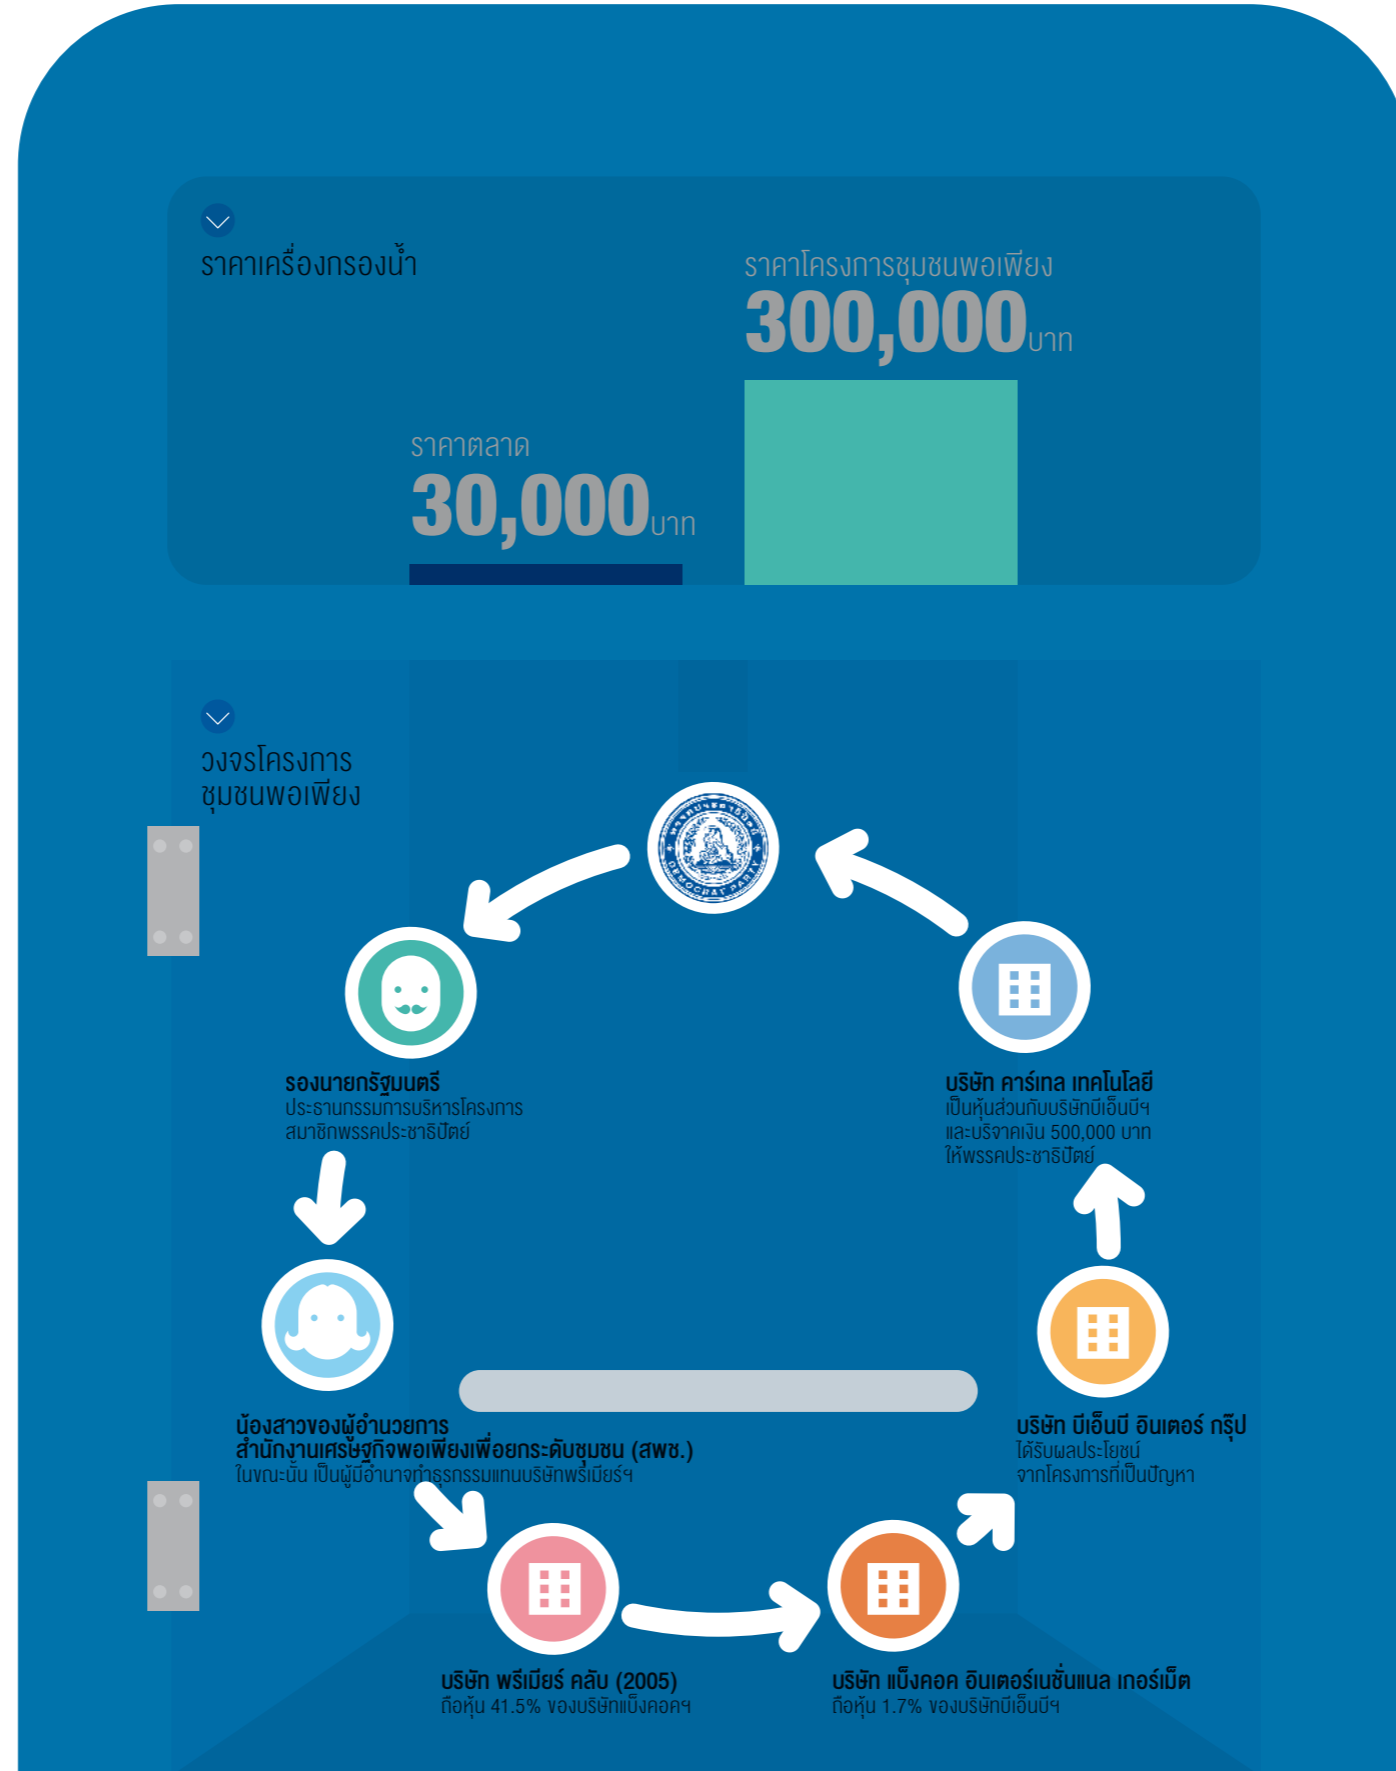 ราคาเครื่องกรองน้ำ
ราคาโครงการชุมชนพอเพียง
300,000บาท
ราคาตลาด
30,000บาท
วงจรโครงการ
ชุมชนพอเพียง
พรรคประชาธิปัตย์
DEMOCRAT PARTY
รองนายกรัฐมนตรี
ประธานกรรมการบริหารโครงการ
สมาชิกพรรคประชาธิปัตย์
บริษัท คาร์เทล เทคโนโลยี
เป็นหุ้นส่วนกับบริษัทบีเอ็นบีฯ
และบริจาคเงิน 500,000 บาท
ให้พรรคประชาธิปัตย์
น้องสาวของผู้อำนวยการ
สำนักงานเศรษฐกิจพอเพียงเพื่อยกระดับชุมชน (สพช.)
ในขณะนั้น เป็นผู้มีอำนาจทำธุรกรรมแทนบริษัทพรีเมียร์ฯ
บริษัท บีเอ็นบี อินเตอร์ กรุ๊ป
ได้รับผลประโยชน์
จากโครงการที่เป็นปัญหา
บริษัท พรีเมียร์ คลับ (2005)
ถือหุ้น 41.5% ของบริษัทแบ็งคอคฯ
บริษัท แบ็งคอค อินเตอร์เนชั่นแนล เกอร์เม็ต
ถือหุ้น 1.7% ของบริษัทบีเอ็นบีฯ